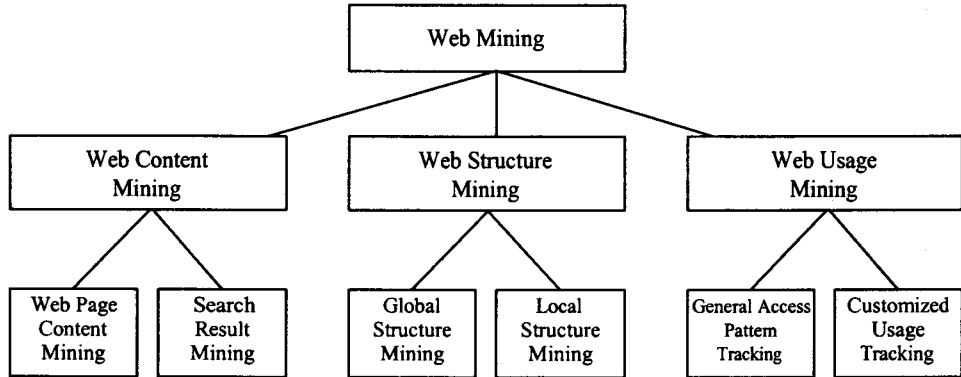 Web Mining
Web Content
Mining
Web Structure
Mining
Web Usage
Mining
Web Page
Content
Mining
Search
Result
Mining
Global
Structure
Mining
Local
Structure
Mining
General Access
Pattern
Tracking
Customized
Usage
Tracking